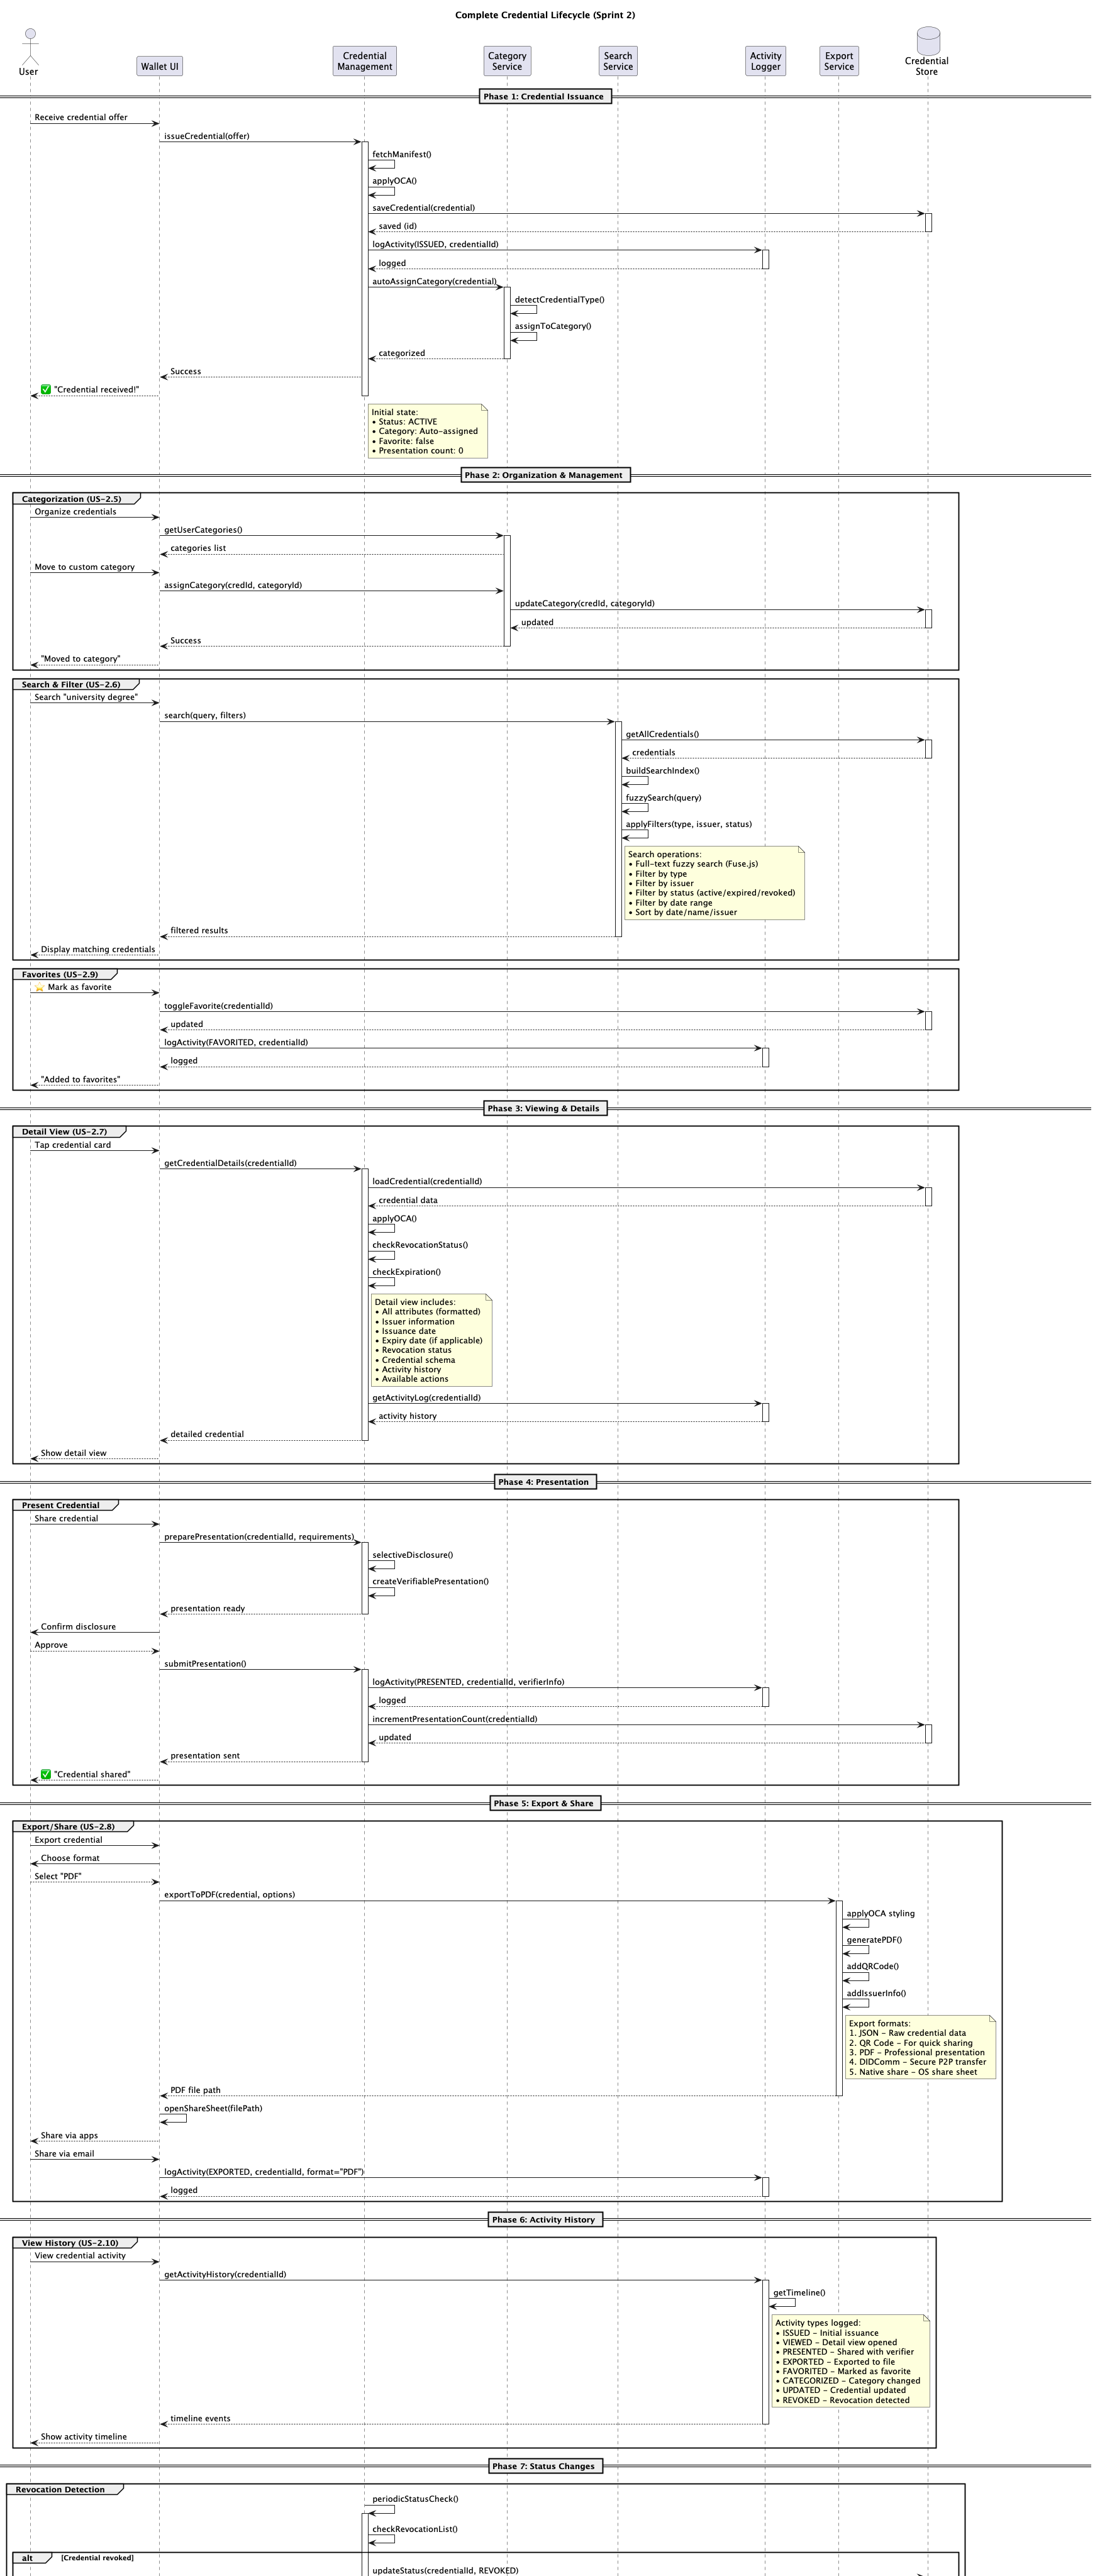 Complete Credential Lifecycle (Sprint 2)
User
Wallet UI
Credential
Management
Category
Service
Search
Service
Activity
Logger
Export
Service
Credential
Store
Phase 1: Credential Issuance
Receive credential offer
issueCredential(offer)
fetchManifest()
applyOCA()
saveCredential(credential)
saved (id)
logActivity(ISSUED, credentialId)
logged
autoAssignCategory(credential)
detectCredentialType()
assignToCategory()
categorized
Success
✅ "Credential received!"
Initial state:
• Status: ACTIVE
• Category: Auto-assigned
• Favorite: false
• Presentation count: 0
Phase 2: Organization & Management
Categorization (US-2.5)
Organize credentials
getUserCategories()
categories list
Move to custom category
assignCategory(credId, categoryId)
updateCategory(credId, categoryId)
updated
Success
"Moved to category"
Search & Filter (US-2.6)
Search "university degree"
search(query, filters)
getAllCredentials()
credentials
buildSearchIndex()
fuzzySearch(query)
applyFilters(type, issuer, status)
Search operations:
• Full-text fuzzy search (Fuse.js)
• Filter by type
• Filter by issuer
• Filter by status (active/expired/revoked)
• Filter by date range
• Sort by date/name/issuer
filtered results
Display matching credentials
Favorites (US-2.9)
⭐ Mark as favorite
toggleFavorite(credentialId)
updated
logActivity(FAVORITED, credentialId)
logged
"Added to favorites"
Phase 3: Viewing & Details
Detail View (US-2.7)
Tap credential card
getCredentialDetails(credentialId)
loadCredential(credentialId)
credential data
applyOCA()
checkRevocationStatus()
checkExpiration()
Detail view includes:
• All attributes (formatted)
• Issuer information
• Issuance date
• Expiry date (if applicable)
• Revocation status
• Credential schema
• Activity history
• Available actions
getActivityLog(credentialId)
activity history
detailed credential
Show detail view
Phase 4: Presentation
Present Credential
Share credential
preparePresentation(credentialId, requirements)
selectiveDisclosure()
createVerifiablePresentation()
presentation ready
Confirm disclosure
Approve
submitPresentation()
logActivity(PRESENTED, credentialId, verifierInfo)
logged
incrementPresentationCount(credentialId)
updated
presentation sent
✅ "Credential shared"
Phase 5: Export & Share
Export/Share (US-2.8)
Export credential
Choose format
Select "PDF"
exportToPDF(credential, options)
applyOCA styling
generatePDF()
addQRCode()
addIssuerInfo()
Export formats:
1. JSON - Raw credential data
2. QR Code - For quick sharing
3. PDF - Professional presentation
4. DIDComm - Secure P2P transfer
5. Native share - OS share sheet
PDF file path
openShareSheet(filePath)
Share via apps
Share via email
logActivity(EXPORTED, credentialId, format="PDF")
logged
Phase 6: Activity History
View History (US-2.10)
View credential activity
getActivityHistory(credentialId)
getTimeline()
Activity types logged:
• ISSUED - Initial issuance
• VIEWED - Detail view opened
• PRESENTED - Shared with verifier
• EXPORTED - Exported to file
• FAVORITED - Marked as favorite
• CATEGORIZED - Category changed
• UPDATED - Credential updated
• REVOKED - Revocation detected
timeline events
Show activity timeline
Phase 7: Status Changes
Revocation Detection
periodicStatusCheck()
checkRevocationList()
alt [Credential revoked]
updateStatus(credentialId, REVOKED)